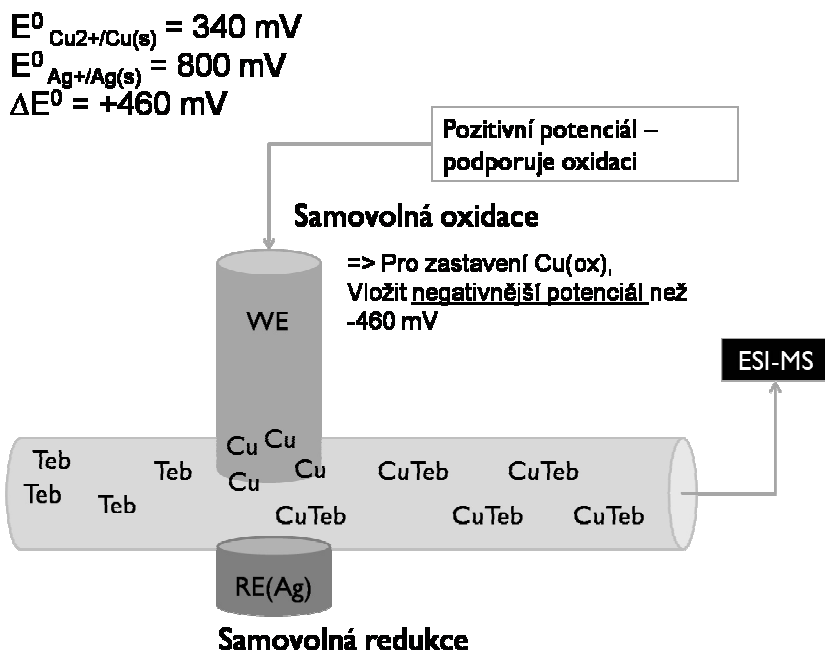 E⁰ Cu2+/Cu(s) = 340 mV
E⁰ Ag+/Ag(s) = 800 mV
ΔE⁰ = +460 mV
Pozitivní potenciál –
podporuje oxidaci
Samovolná oxidace
=> Pro zastavení Cu(ox),
Vložit negativnější potenciál než
-460 mV
WE
ESI-MS
Teb
Teb
Teb
Teb
Cu
Cu
Cu
Cu
CuTeb
CuTeb
CuTeb
CuTeb
CuTeb
RE(Ag)
Samovolná redukce